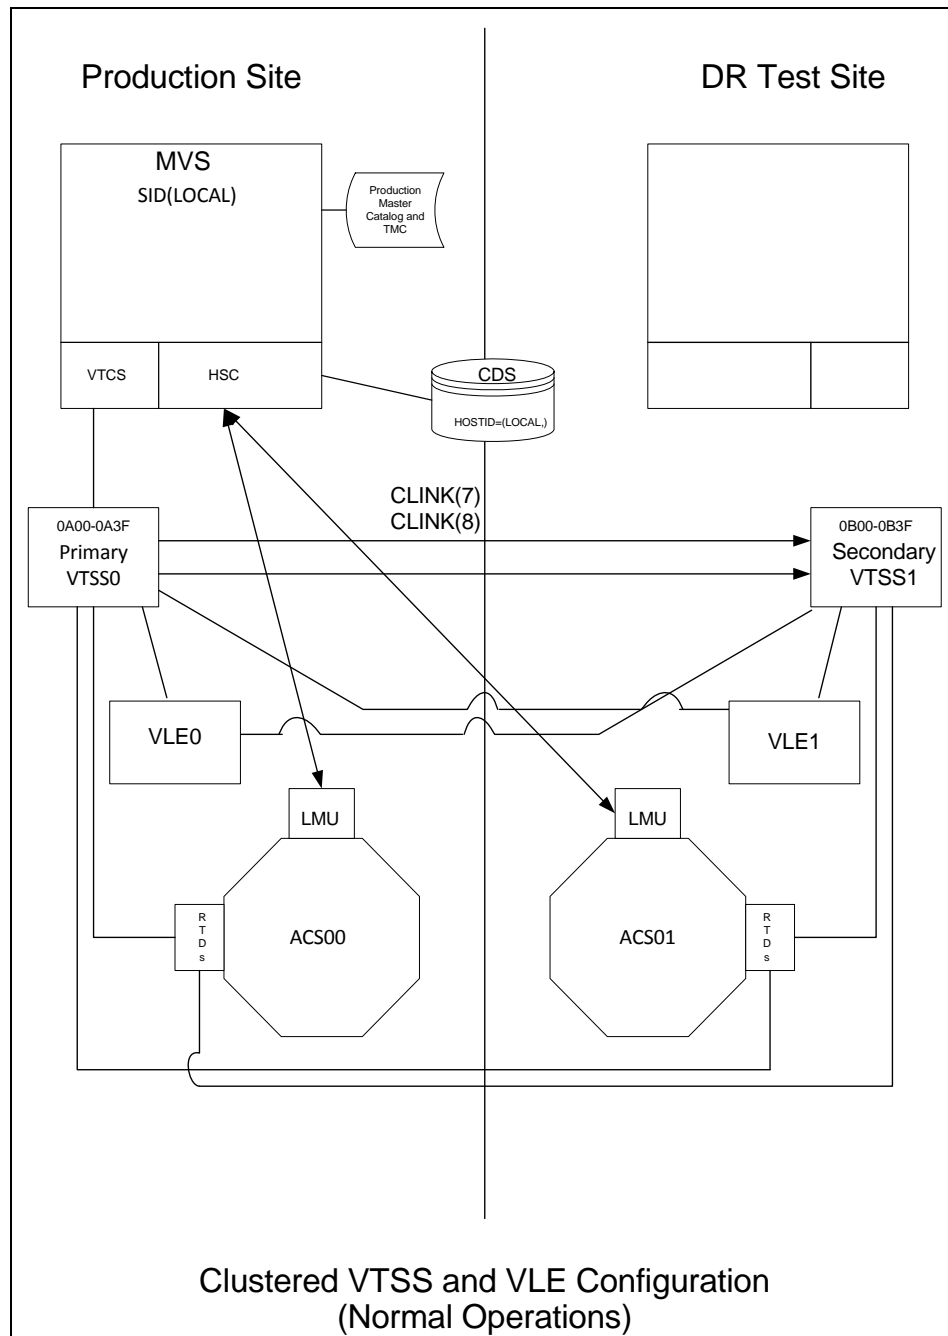 Production Site
DR Test Site
MVS
SID(LOCAL)
Production
Master
Catalog and
TMC
VTCS
HSC
CDS
HOSTID=(LOCAL,)
CLINK(7)
CLINK(8)
0A00-0A3F
Primary
VTSS0
0B00-0B3F
Secondary
VTSS1
VLE0
VLE1
LMU
LMU
R
T
D
s
ACS00
ACS01
R
T
D
s
Clustered VTSS and VLE Configuration
(Normal Operations)